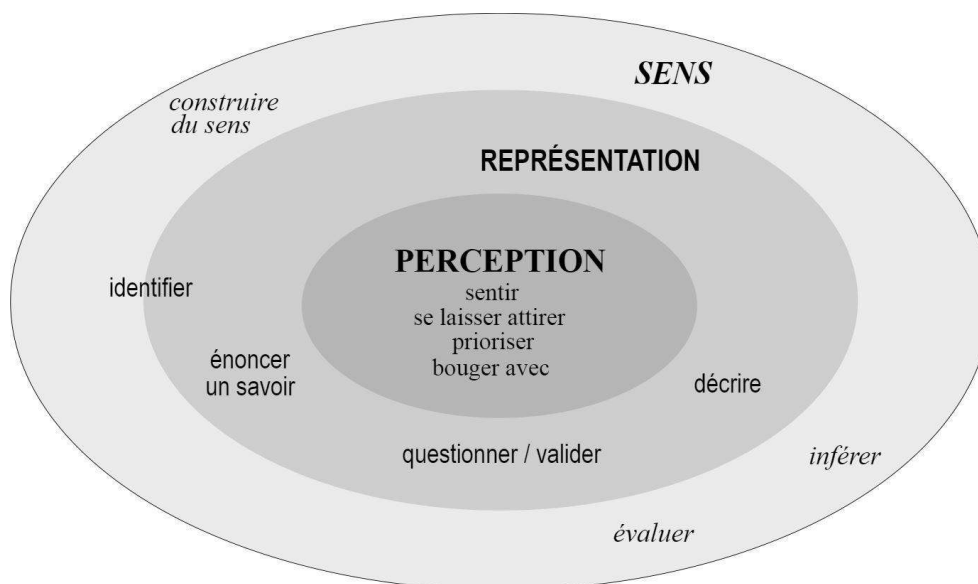 SENS
construire
du sens
REPRÉSENTATION
PERCEPTION
sentir
se laisser attirer
prioriser
bouger avec
identifier
énoncer
un savoir
décrire
questionner / valider
inférer
évaluer